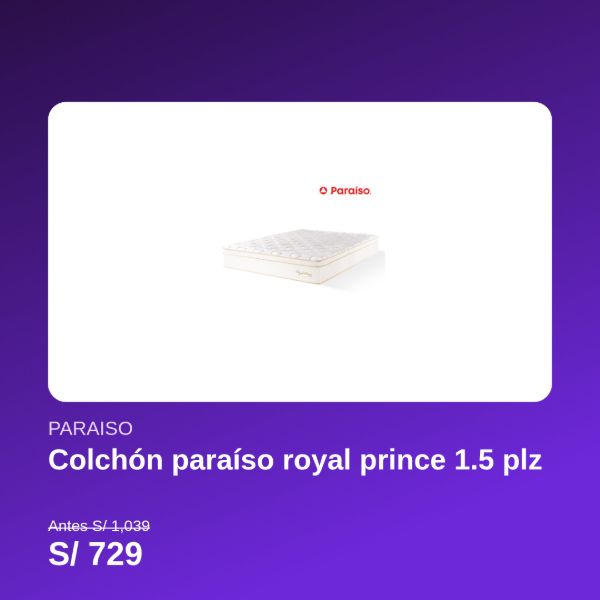 Paraíso.
PARAISO
Colchón paraíso royal prince 1.5 plz
Antes S/ 1,039
S/ 729